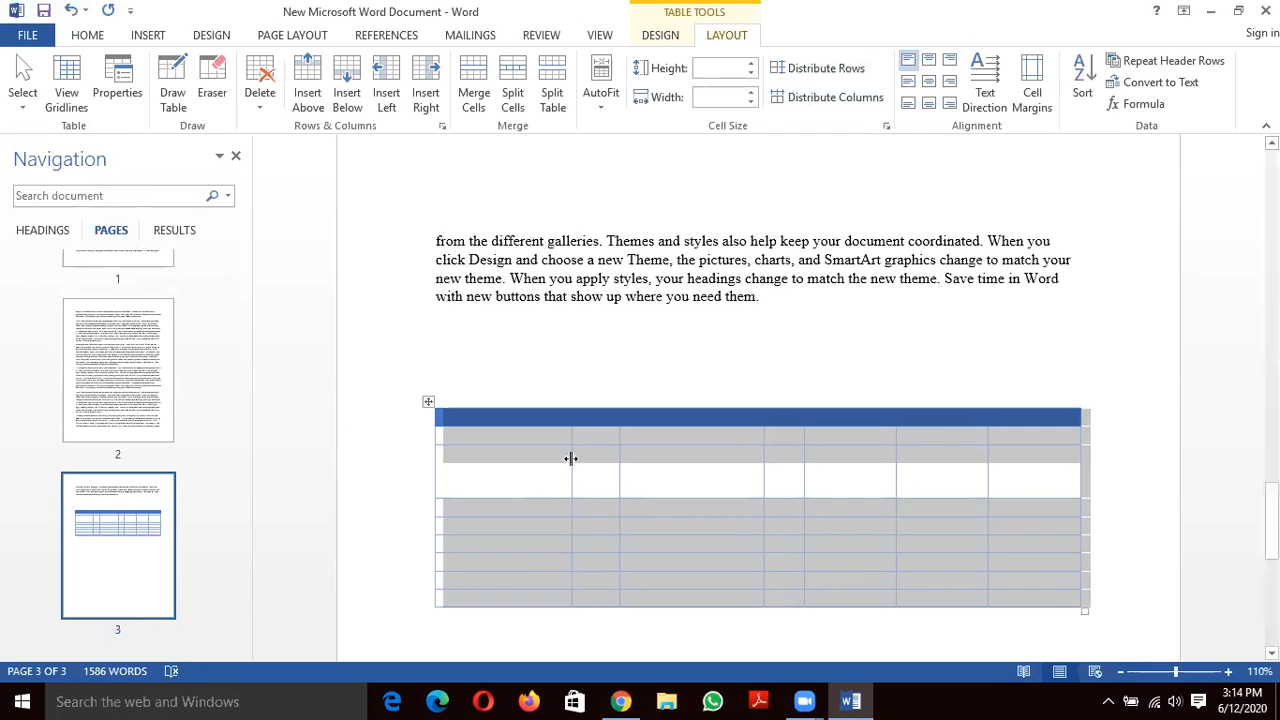 New Microsoft Word Document - Word
TABLE TOOLS
?
FILE HOME INSERT DESIGN PAGE LAYOUT REFERENCES MAILINGS REVIEW VIEW DESIGN LAYOUT
Sign in
Select
View Gridlines
Properties
Table
Draw Table
Eraser
Draw
Delete
Insert Above
Insert Below
Insert Left
Insert Right
Rows & Columns
Merge Cells
Split Cells
Split Table
Merge
AutoFit
Height:
Width:
Distribute Rows
Distribute Columns
Cell Size
Text Direction
Cell Margins
Alignment
Sort
Repeat Header Rows
Convert to Text
Formula
Data
Navigation
Search document
HEADINGS PAGES RESULTS
1
2
3
from the different galleries. Themes and styles also help keep your document coordinated. When you
click Design and choose a new Theme, the pictures, charts, and SmartArt graphics change to match your
new theme. When you apply styles, your headings change to match the new theme. Save time in Word
with new buttons that show up where you need them.
PAGE 3 OF 3 1586 WORDS
110%
Search the web and Windows
3:14 PM
6/12/2020